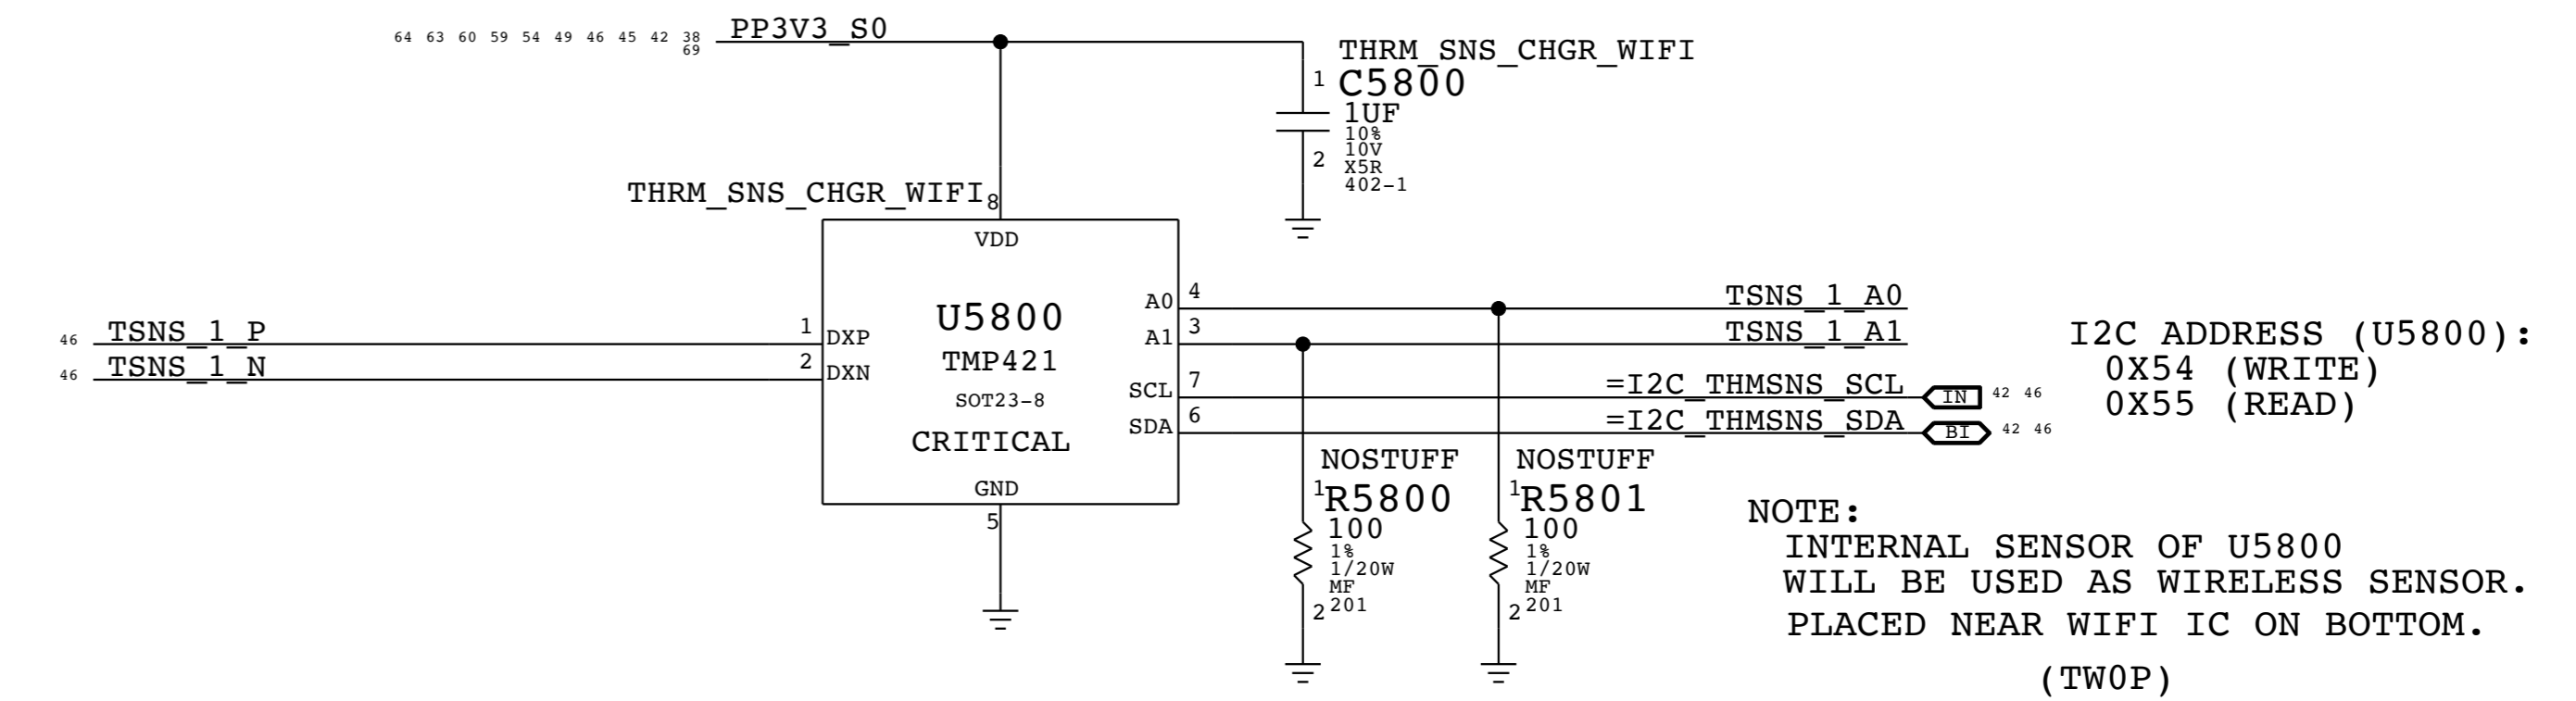 64 63 60 59 54 49 46 45 42 38
69
PP3V3_S0
THRM_SNS_CHGR_WIFI
1
C5800
1UF
10%
10V
2
X5R
402-1
THRM_SNS_CHGR_WIFI
8
VDD
U5800
TMP421
SOT23-8
CRITICAL
GND
5
46 TSNS_1_P
1
DXP
46 TSNS_1_N
2
DXN
A0
4
TSNS_1_A0
A1
3
TSNS_1_A1
SCL
7
=I2C_THMSNS_SCL
IN
42 46
SDA
6
=I2C_THMSNS_SDA
BI
42 46
I2C ADDRESS (U5800):
0X54 (WRITE)
0X55 (READ)
NOSTUFF
1
R5800
100
1%
1/20W
MF
2
201
NOSTUFF
1
R5801
100
1%
1/20W
MF
2
201
NOTE:
INTERNAL SENSOR OF U5800
WILL BE USED AS WIRELESS SENSOR.
PLACED NEAR WIFI IC ON BOTTOM.
(TW0P)